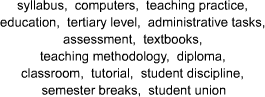 syllabus, computers, teaching practice,
education, tertiary level, administrative tasks,
assessment, textbooks,
teaching methodology, diploma,
classroom, tutorial, student discipline,
semester breaks, student union